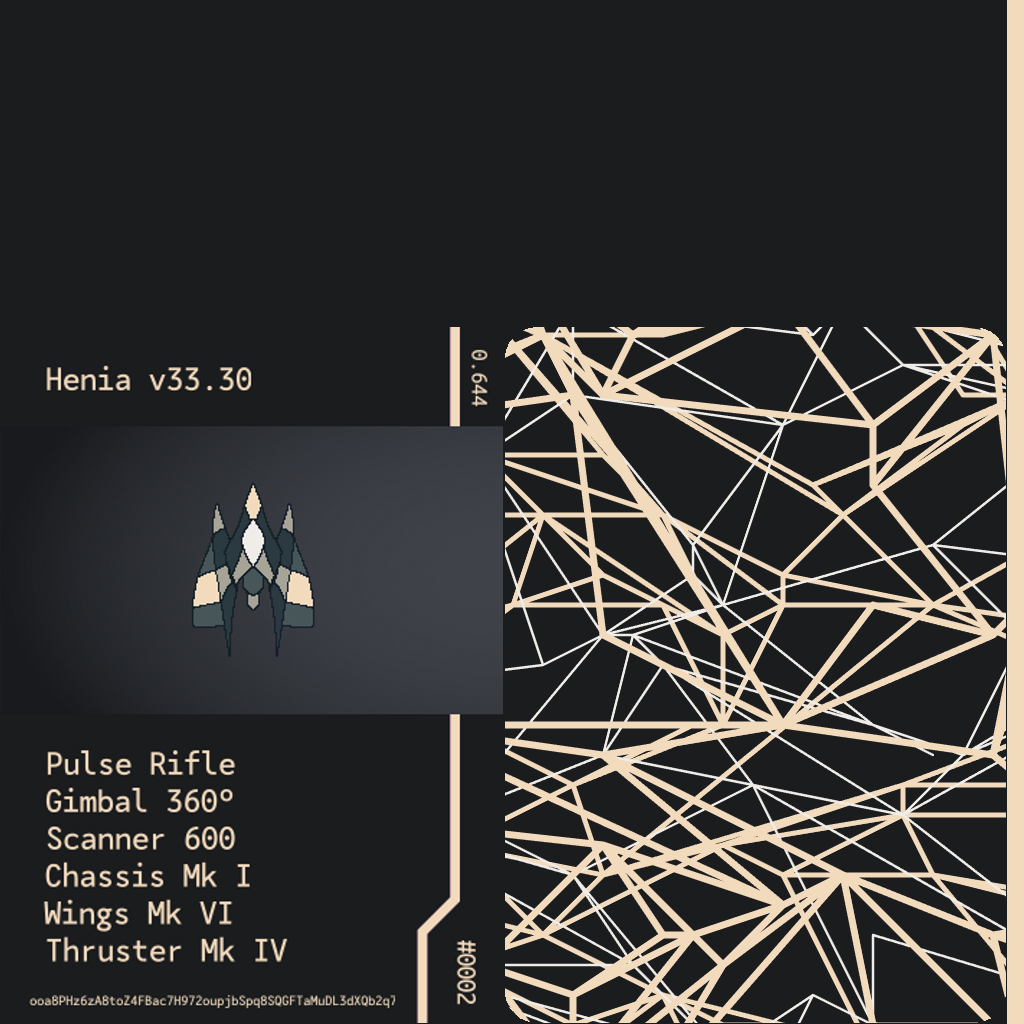 Henia v33.30
0.644
Pulse Rifle
Gimbal 360°
Scanner 600
Chassis Mk I
Wings Mk VI
Thruster Mk IV
#0002
ooa8PHz6zA8toZ4FBac7H972oupjbSpq8SQGFTaMuDL3dXQb2q7